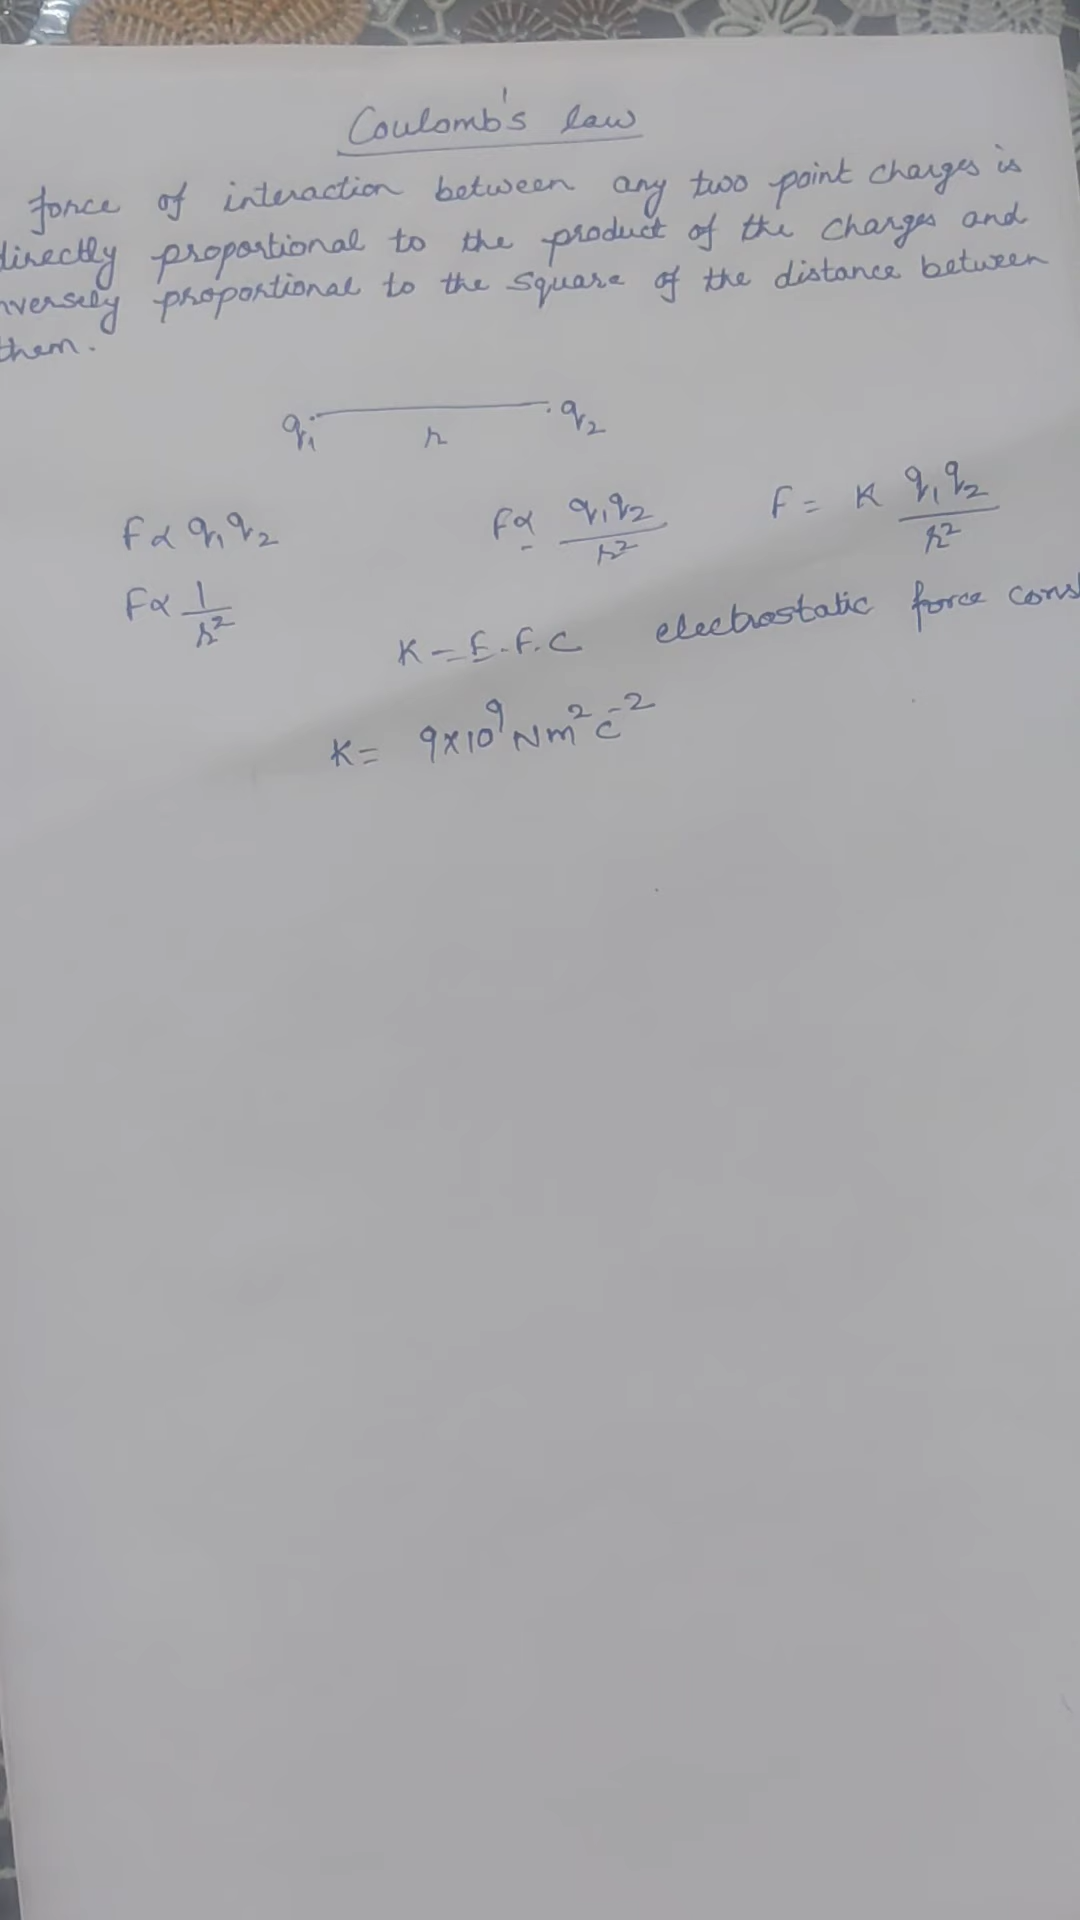 Coulomb's law
force of interaction between any two point charges is
directly proportional to the product of the charges and
nversely proportional to the square of the distance between
them.
q₁ r q₂
F∝ q₁q₂ F∝ q₁q₂/r² F = K q₁q₂/r²
F∝ 1/r²
K = E.F.C electrostatic force cons
K = 9×10⁹ Nm²C⁻²